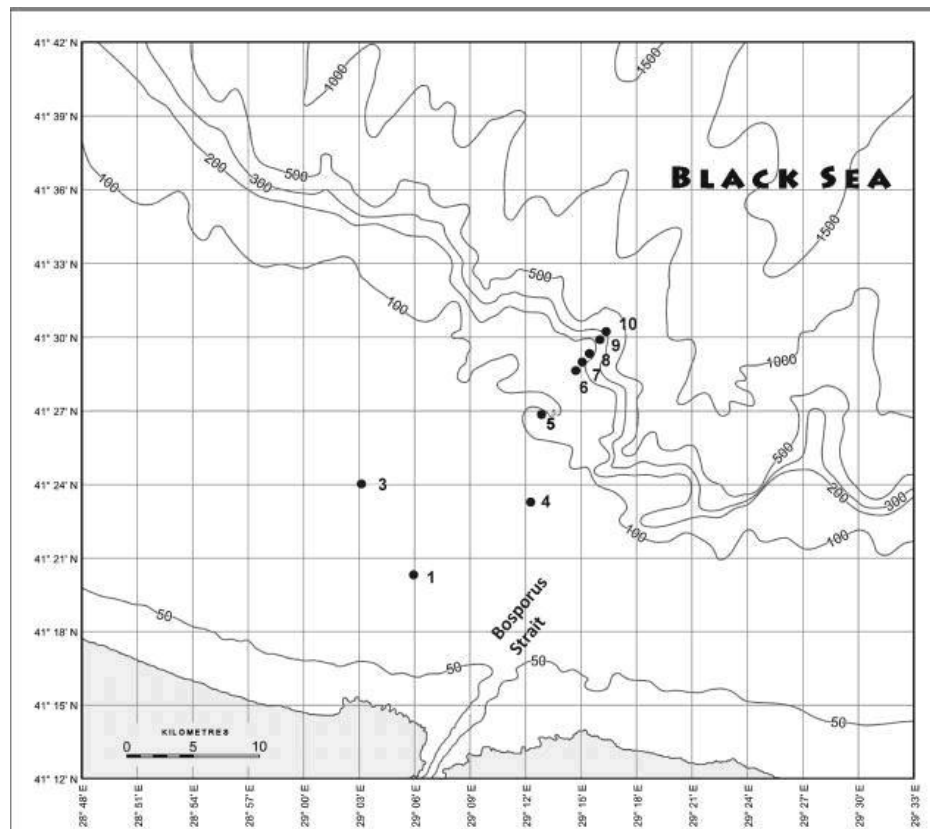 41° 42' N
1000
1500
41° 39' N
500
200
300
41° 36' N
BLACK SEA
100
1500
41° 33' N
500
100
10
41° 30' N
9
8
1000
7
6
41° 27' N
5
500
41° 24' N
3
4
200
300
100
100
41° 21' N
1
Bosporus
Strait
50
41° 18' N
50
50
41° 15' N
50
KILOMETRES
0 5 10
41° 12' N
28° 48' E
28° 51' E
28° 54' E
28° 57' E
29° 00' E
29° 03' E
29° 06' E
29° 09' E
29° 12' E
29° 15' E
29° 18' E
29° 21' E
29° 24' E
29° 27' E
29° 30' E
29° 33' E